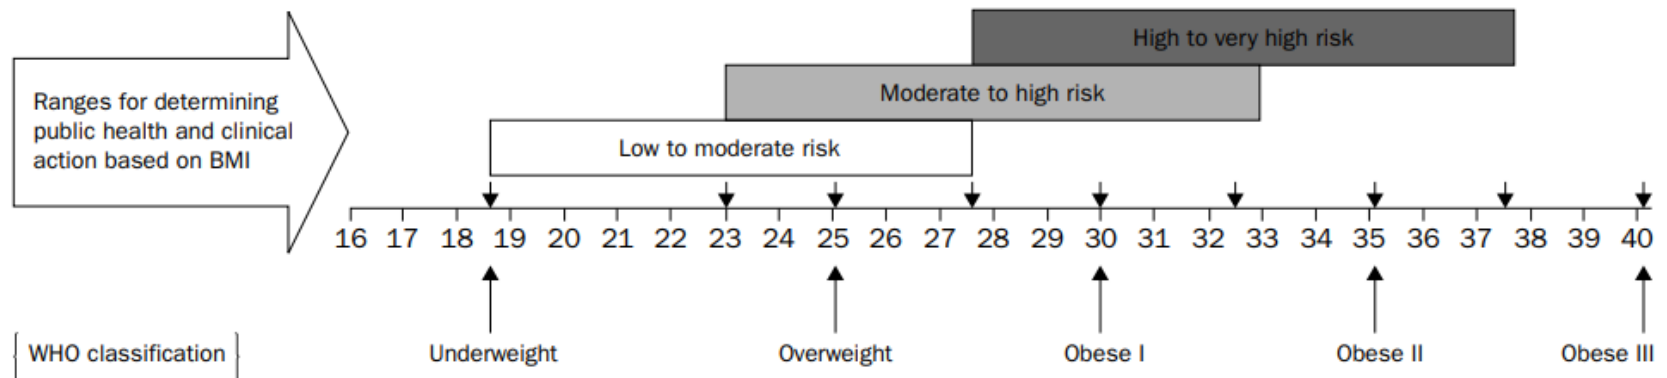 High to very high risk
Moderate to high risk
Ranges for determining
public health and clinical
action based on BMI
Low to moderate risk
16 17 18 19 20 21 22 23 24 25 26 27 28 29 30 31 32 33 34 35 36 37 38 39 40
WHO classification Underweight Overweight Obese I Obese II Obese III